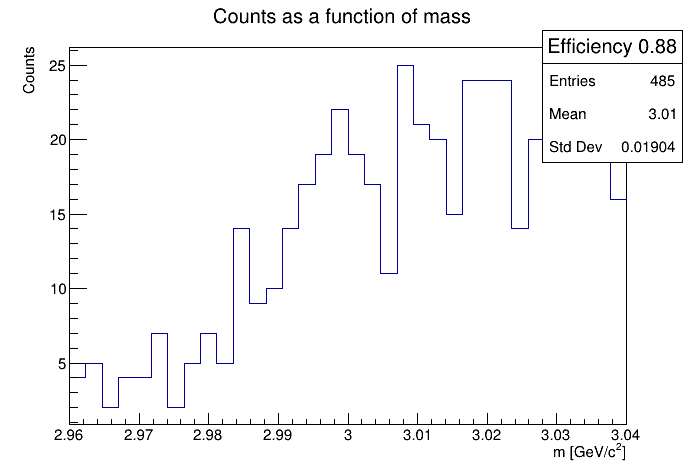 Counts as a function of mass
Counts
Efficiency 0.88
Entries 485
Mean 3.01
Std Dev 0.01904
25
20
15
10
5
2.96 2.97 2.98 2.99 3 3.01 3.02 3.03 3.04
m [GeV/c²]